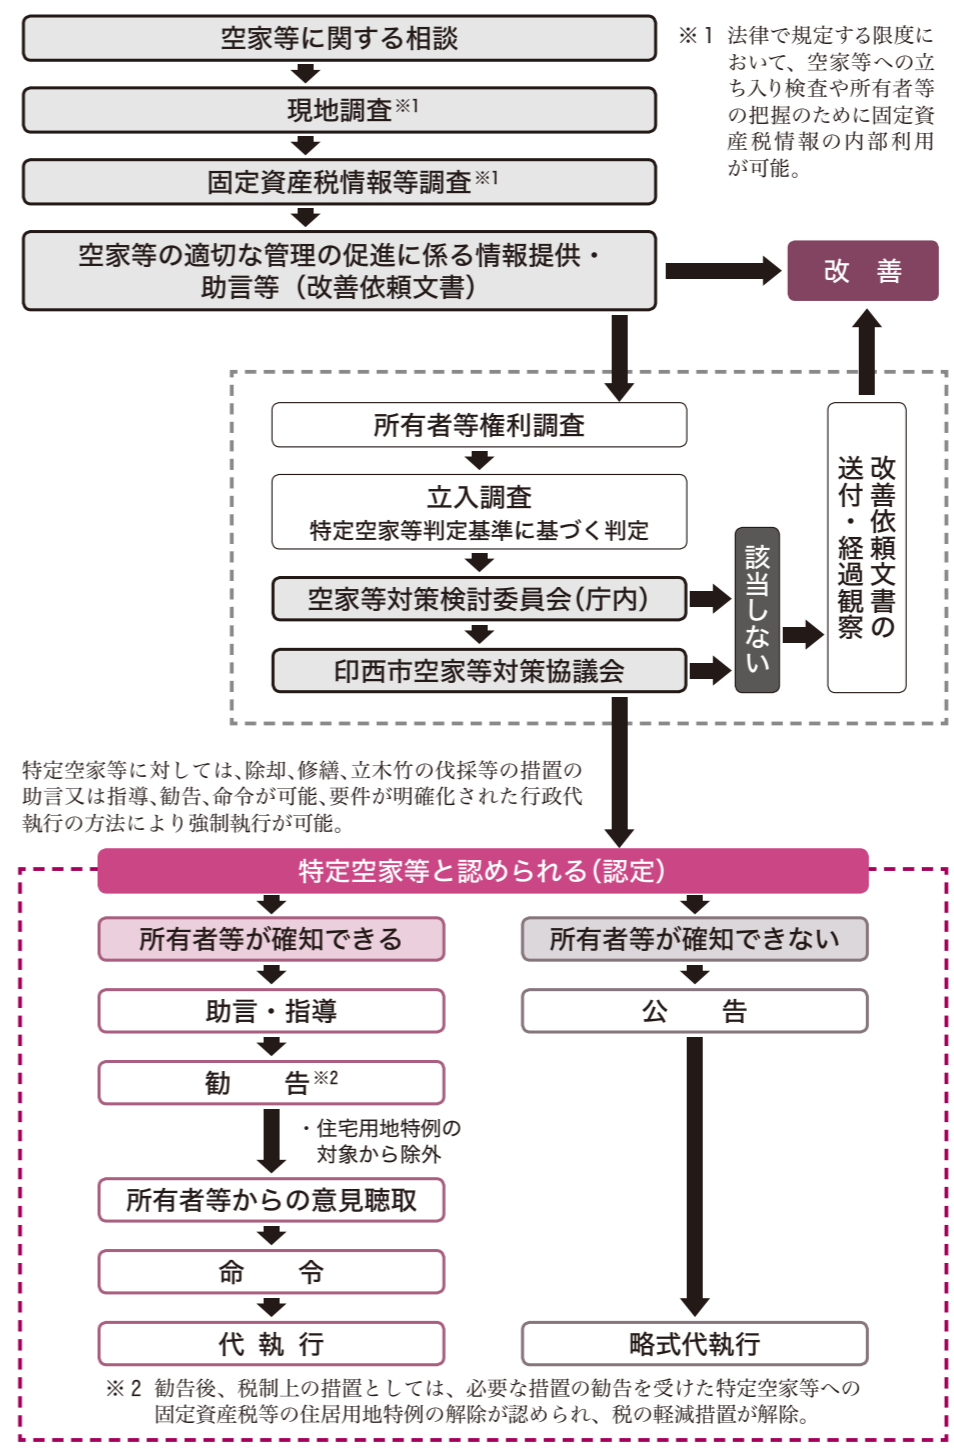 空家等に関する相談
※1 法律で規定する限度に
おいて、空家等への立
ち入り検査や所有者等
の把握のために固定資
産税情報の内部利用
が可能。
現地調査※1
固定資産税情報等調査※1
空家等の適切な管理の促進に係る情報提供・
助言等（改善依頼文書）
改　善
所有者等権利調査
立入調査
特定空家等判定基準に基づく判定
空家等対策検討委員会（庁内）
印西市空家等対策協議会
該当しない
改善依頼文書の
送付・経過観察
特定空家等に対しては、除却、修繕、立木竹の伐採等の措置の
助言又は指導、勧告、命令が可能、要件が明確化された行政代
執行の方法により強制執行が可能。
特定空家等と認められる（認定）
所有者等が確知できる
助言・指導
勧　　告※2
・住宅用地特例の
対象から除外
所有者等からの意見聴取
命　　令
代 執 行
所有者等が確知できない
公　　告
略式代執行
※2 勧告後、税制上の措置としては、必要な措置の勧告を受けた特定空家等への
固定資産税等の住居用地特例の解除が認められ、税の軽減措置が解除。